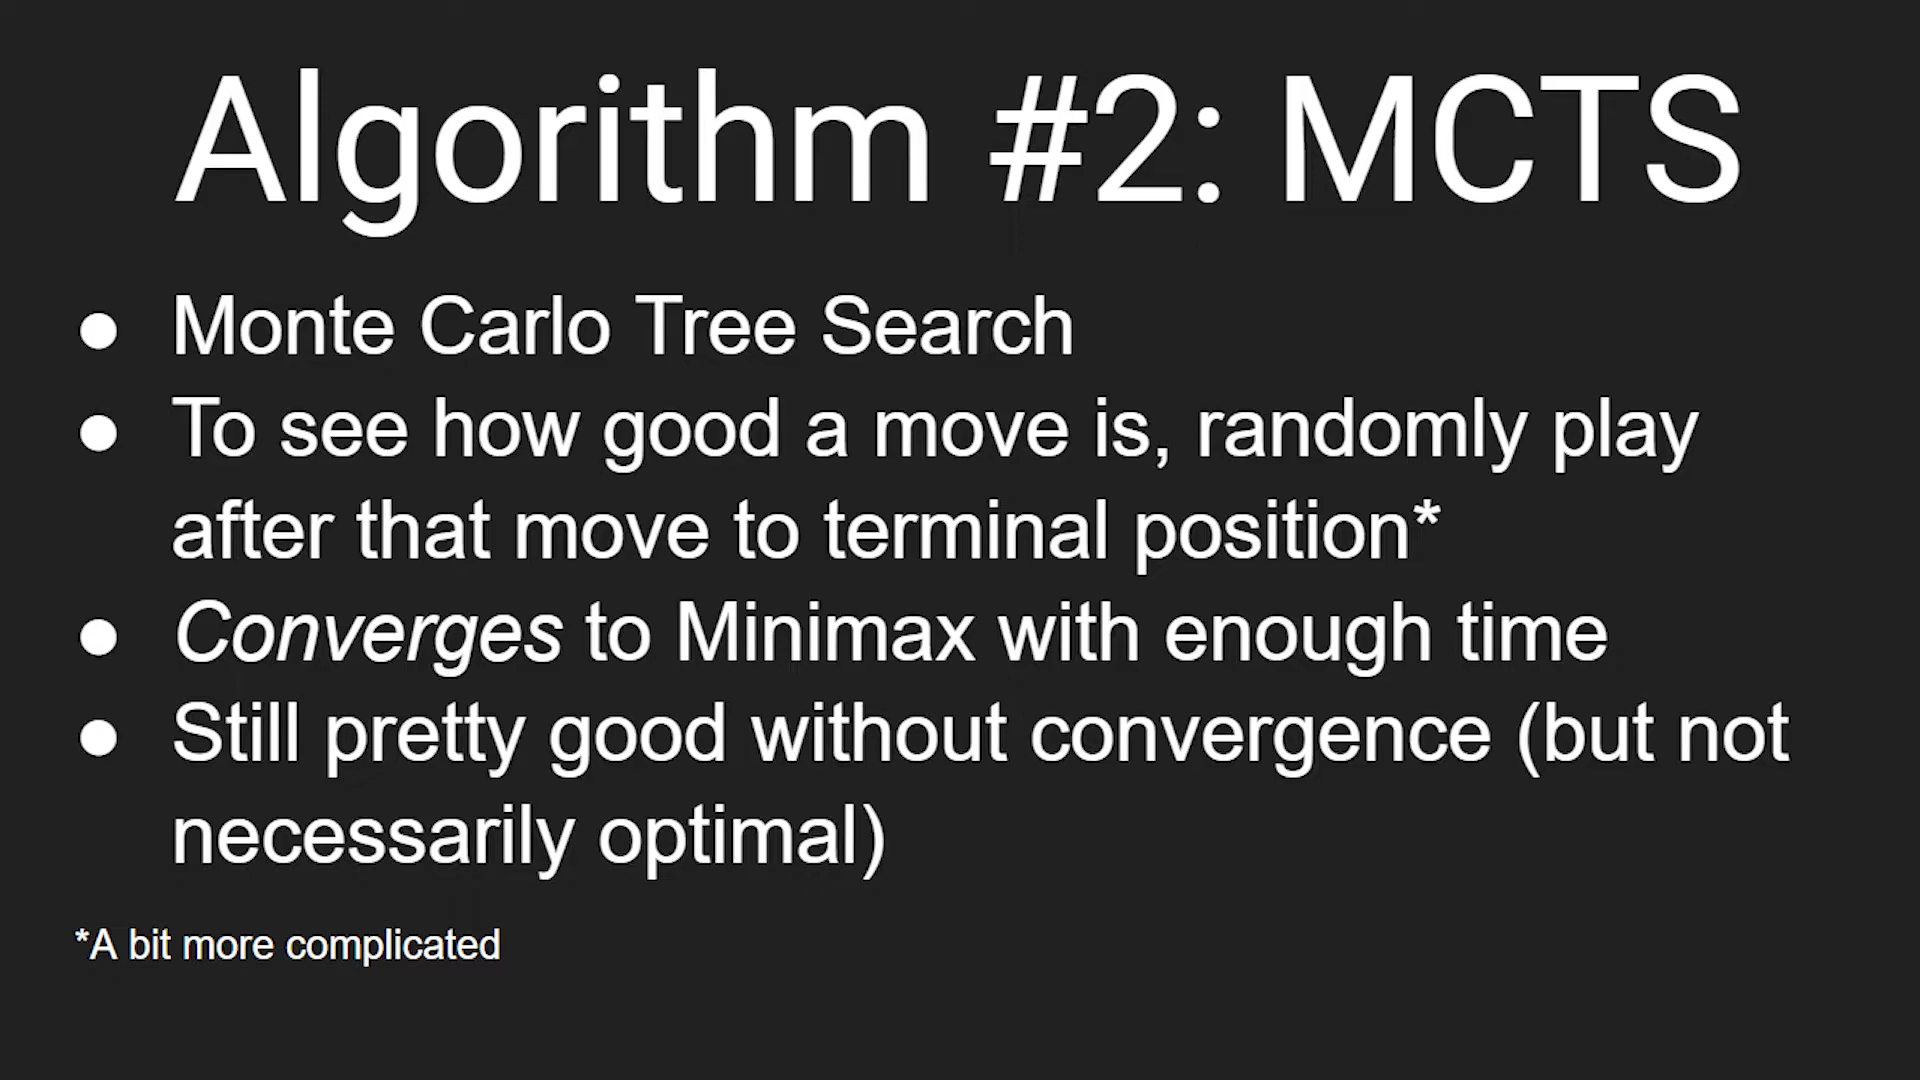 Algorithm #2: MCTS
● Monte Carlo Tree Search
● To see how good a move is, randomly play
after that move to terminal position*
● Converges to Minimax with enough time
● Still pretty good without convergence (but not
necessarily optimal)
*A bit more complicated